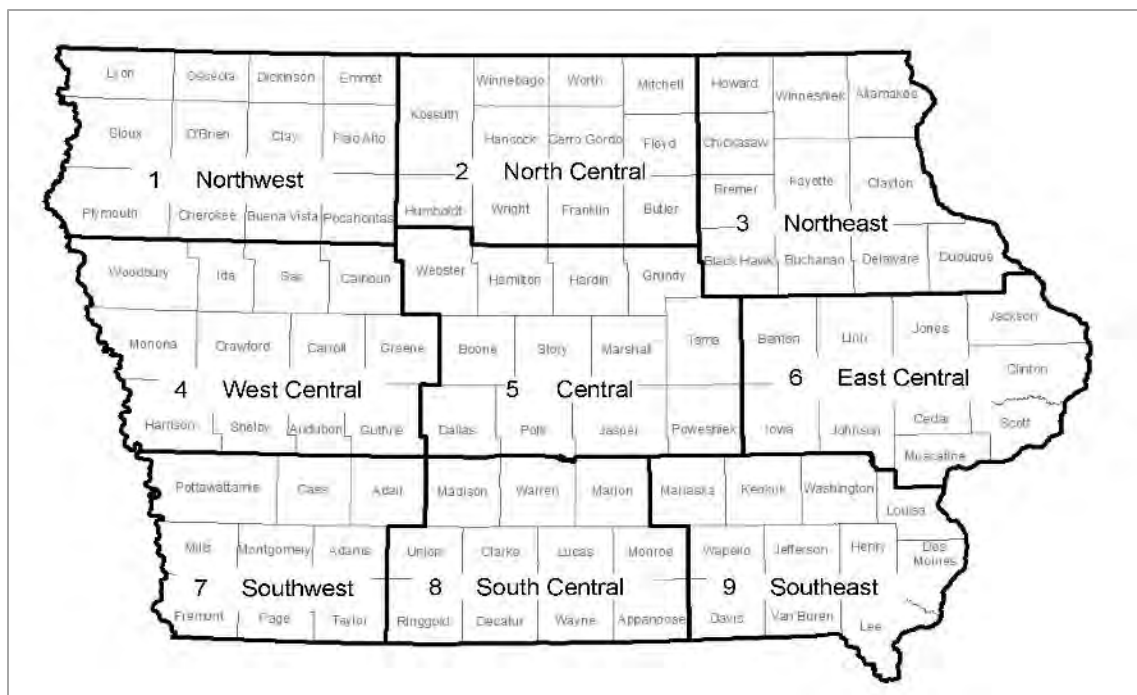 Lyon Osceola Dickinson Emmet
Winnebago Worth Mitchell
Howard Winneshiek Allamakee
Kossuth
Sioux O'Brien Clay Palo Alto
Hancock Cerro Gordo Floyd
Chickasaw
1 Northwest
2 North Central
Bremer Fayette Clayton
Plymouth Cherokee Buena Vista Pocahontas
Humboldt Wright Franklin Butler
3 Northeast
Black Hawk Buchanan Delaware Dubuque
Woodbury Ida Sac Calhoun
Webster Hamilton Hardin Grundy
Monona Crawford Carroll Greene
Boone Story Marshall Tama
Benton Linn Jones Jackson
Clinton
4 West Central
5 Central
6 East Central
Harrison Shelby Audubon Guthrie
Dallas Polk Jasper Poweshiek
Iowa Johnson Cedar Scott
Muscatine
Pottawattamie Cass Adair
Madison Warren Marion
Mahaska Keokuk Washington
Louisa
Mills Montgomery Adams
Union Clarke Lucas Monroe
Wapello Jefferson Henry Des
Moines
7 Southwest
8 South Central
9 Southeast
Fremont Page Taylor
Ringgold Decatur Wayne Appanoose
Davis Van Buren Lee